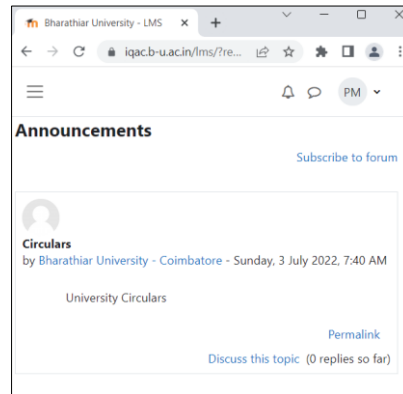 Bharathiar University - LMS
iqac.b-u.ac.in/lms/?re...
PM
Announcements
Subscribe to forum
Circulars
by Bharathiar University - Coimbatore - Sunday, 3 July 2022, 7:40 AM
University Circulars
Permalink
Discuss this topic (0 replies so far)